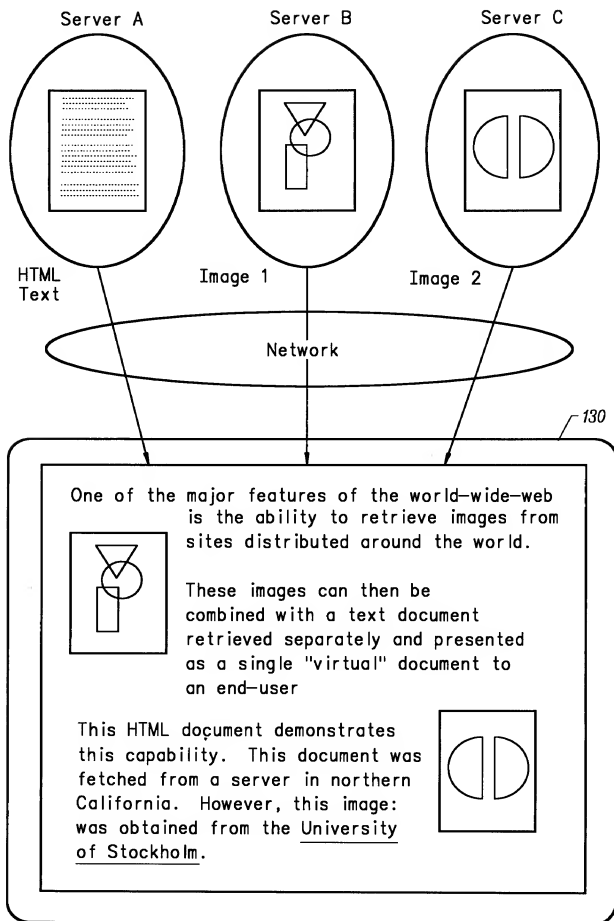 Server A
Server B
Server C
HTML
Text
Image 1
Image 2
Network
130
One of the major features of the world-wide-web
is the ability to retrieve images from
sites distributed around the world.
These images can then be
combined with a text document
retrieved separately and presented
as a single "virtual" document to
an end-user
This HTML document demonstrates
this capability. This document was
fetched from a server in northern
California. However, this image:
was obtained from the University
of Stockholm.